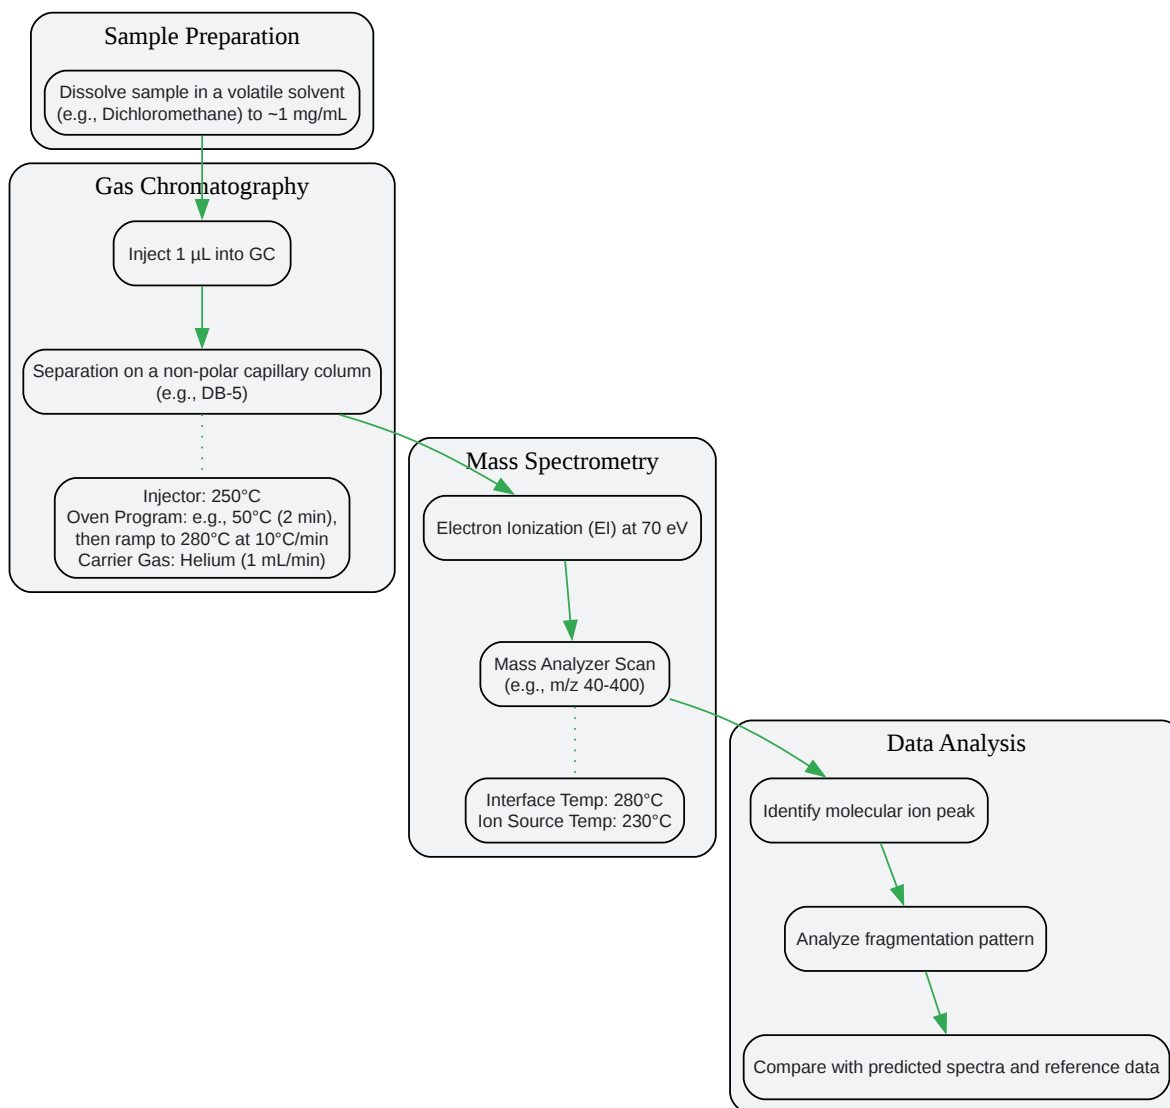 Sample Preparation
Dissolve sample in a volatile solvent
(e.g., Dichloromethane) to ~1 mg/mL
Gas Chromatography
Inject 1 µL into GC
Separation on a non-polar capillary column
(e.g., DB-5)
Injector: 250°C
Oven Program: e.g., 50°C (2 min),
then ramp to 280°C at 10°C/min
Carrier Gas: Helium (1 mL/min)
Mass Spectrometry
Electron Ionization (EI) at 70 eV
Mass Analyzer Scan
(e.g., m/z 40-400)
Interface Temp: 280°C
Ion Source Temp: 230°C
Data Analysis
Identify molecular ion peak
Analyze fragmentation pattern
Compare with predicted spectra and reference data